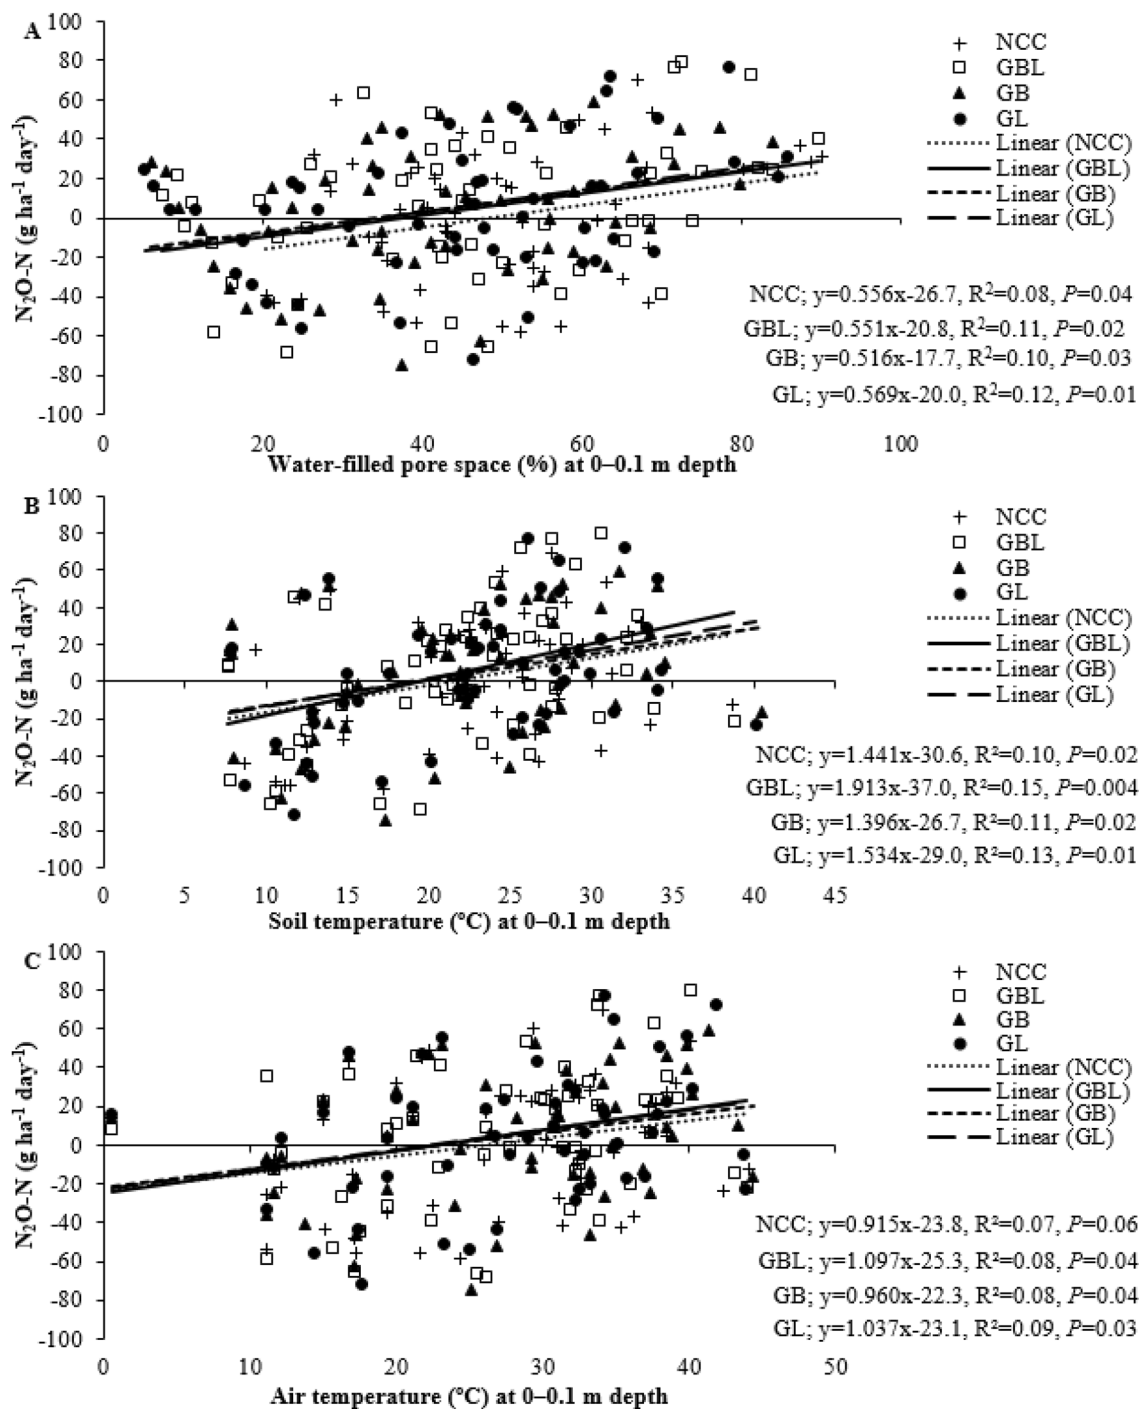 A
N₂O-N (g ha⁻¹ day⁻¹)
100
80
60
40
20
0
-20
-40
-60
-80
-100
0
20
40
60
80
100
Water-filled pore space (%) at 0–0.1 m depth
NCC
GBL
GB
GL
Linear (NCC)
Linear (GBL)
Linear (GB)
Linear (GL)
NCC; y=0.556x-26.7, R²=0.08, P=0.04
GBL; y=0.551x-20.8, R²=0.11, P=0.02
GB; y=0.516x-17.7, R²=0.10, P=0.03
GL; y=0.569x-20.0, R²=0.12, P=0.01
B
N₂O-N (g ha⁻¹ day⁻¹)
100
80
60
40
20
0
-20
-40
-60
-80
-100
0
5
10
15
20
25
30
35
40
45
Soil temperature (°C) at 0–0.1 m depth
NCC
GBL
GB
GL
Linear (NCC)
Linear (GBL)
Linear (GB)
Linear (GL)
NCC; y=1.441x-30.6, R²=0.10, P=0.02
GBL; y=1.913x-37.0, R²=0.15, P=0.004
GB; y=1.396x-26.7, R²=0.11, P=0.02
GL; y=1.534x-29.0, R²=0.13, P=0.01
C
N₂O-N (g ha⁻¹ day⁻¹)
100
80
60
40
20
0
-20
-40
-60
-80
-100
0
10
20
30
40
50
Air temperature (°C) at 0–0.1 m depth
NCC
GBL
GB
GL
Linear (NCC)
Linear (GBL)
Linear (GB)
Linear (GL)
NCC; y=0.915x-23.8, R²=0.07, P=0.06
GBL; y=1.097x-25.3, R²=0.08, P=0.04
GB; y=0.960x-22.3, R²=0.08, P=0.04
GL; y=1.037x-23.1, R²=0.09, P=0.03